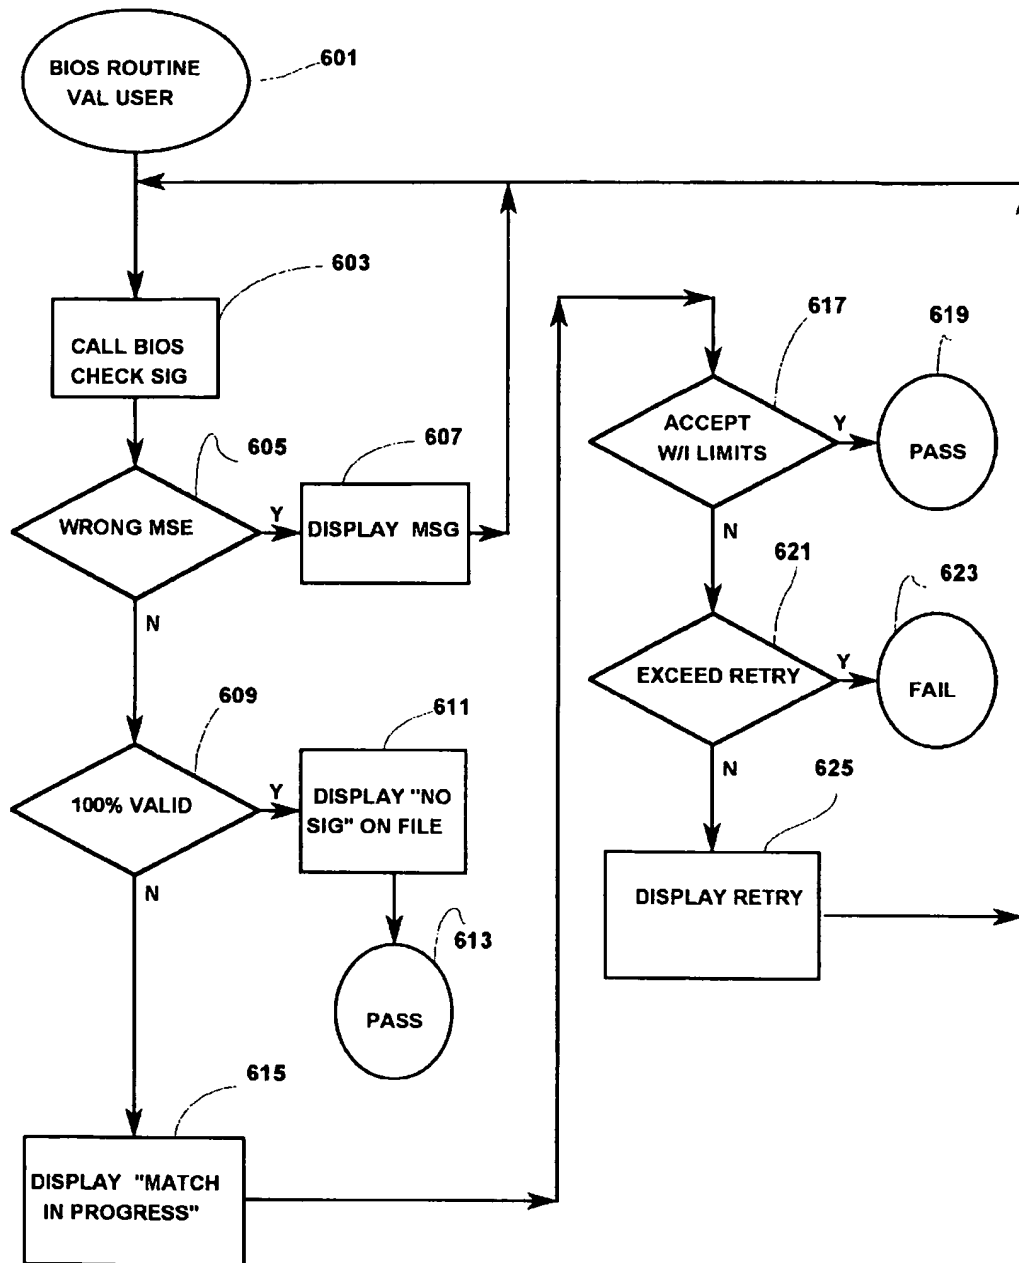 BIOS ROUTINE
VAL USER
601
603
CALL BIOS
CHECK SIG
605
WRONG MSE
Y
N
607
DISPLAY MSG
609
100% VALID
Y
N
611
DISPLAY "NO
SIG" ON FILE
613
PASS
615
DISPLAY "MATCH
IN PROGRESS"
617
ACCEPT
W/I LIMITS
Y
N
619
PASS
621
EXCEED RETRY
Y
N
623
FAIL
625
DISPLAY RETRY